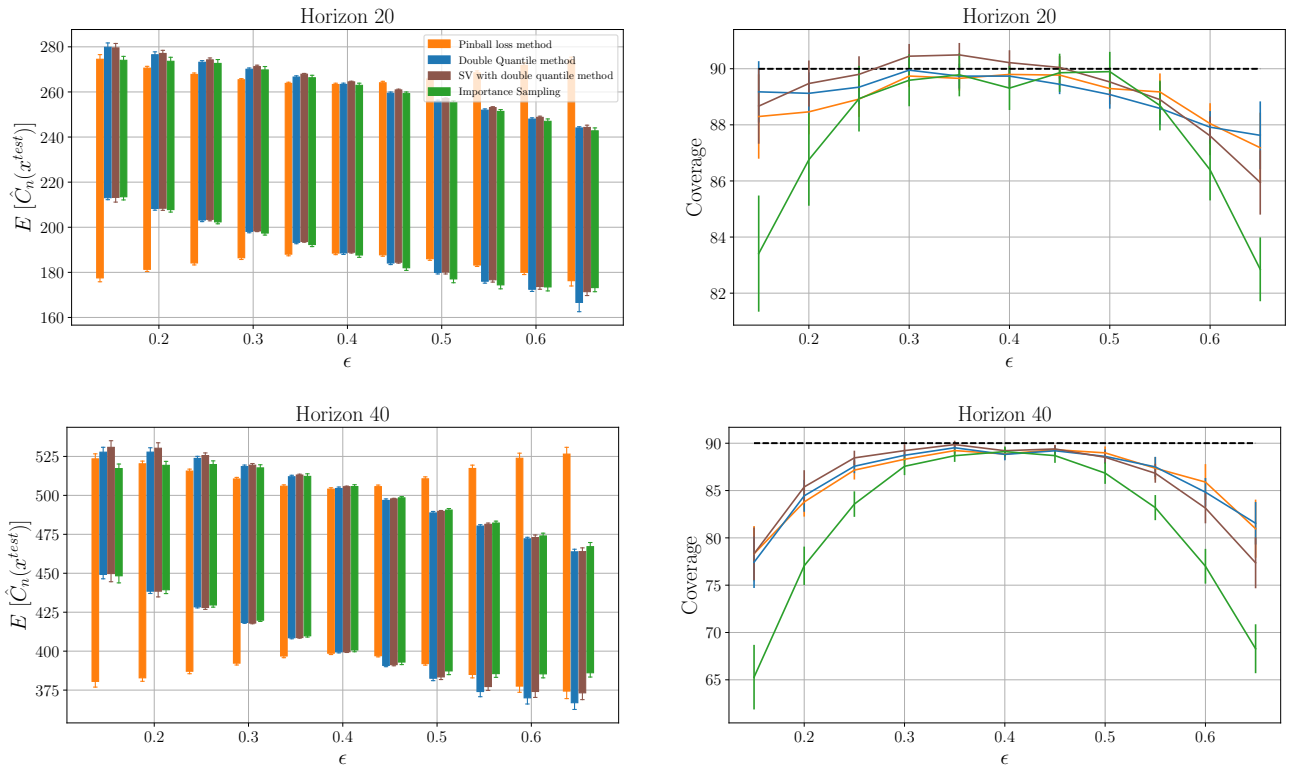 Horizon 20
280
260
240
220
200
180
160
E [Ĉₙ(x^{test})]
0.2
0.3
0.4
0.5
0.6
ϵ
Pinball loss method
Double Quantile method
SV with double quantile method
Importance Sampling
Horizon 20
90
88
86
84
82
Coverage
0.2
0.3
0.4
0.5
0.6
ϵ
Horizon 40
525
500
475
450
425
400
375
E [Ĉₙ(x^{test})]
0.2
0.3
0.4
0.5
0.6
ϵ
Horizon 40
90
85
80
75
70
65
Coverage
0.2
0.3
0.4
0.5
0.6
ϵ